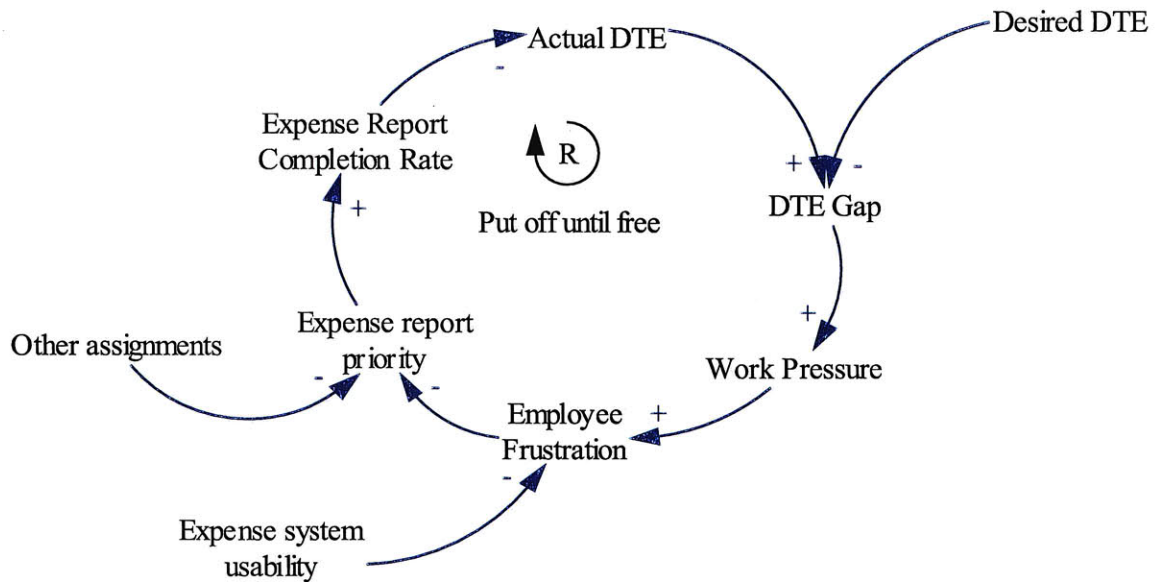 Actual DTE
Desired DTE
-
Expense Report
Completion Rate
R
+
-
DTE Gap
+
Put off until free
Expense report
priority
+
Other assignments
Work Pressure
-
-
Employee
Frustration
+
-
Expense system
usability